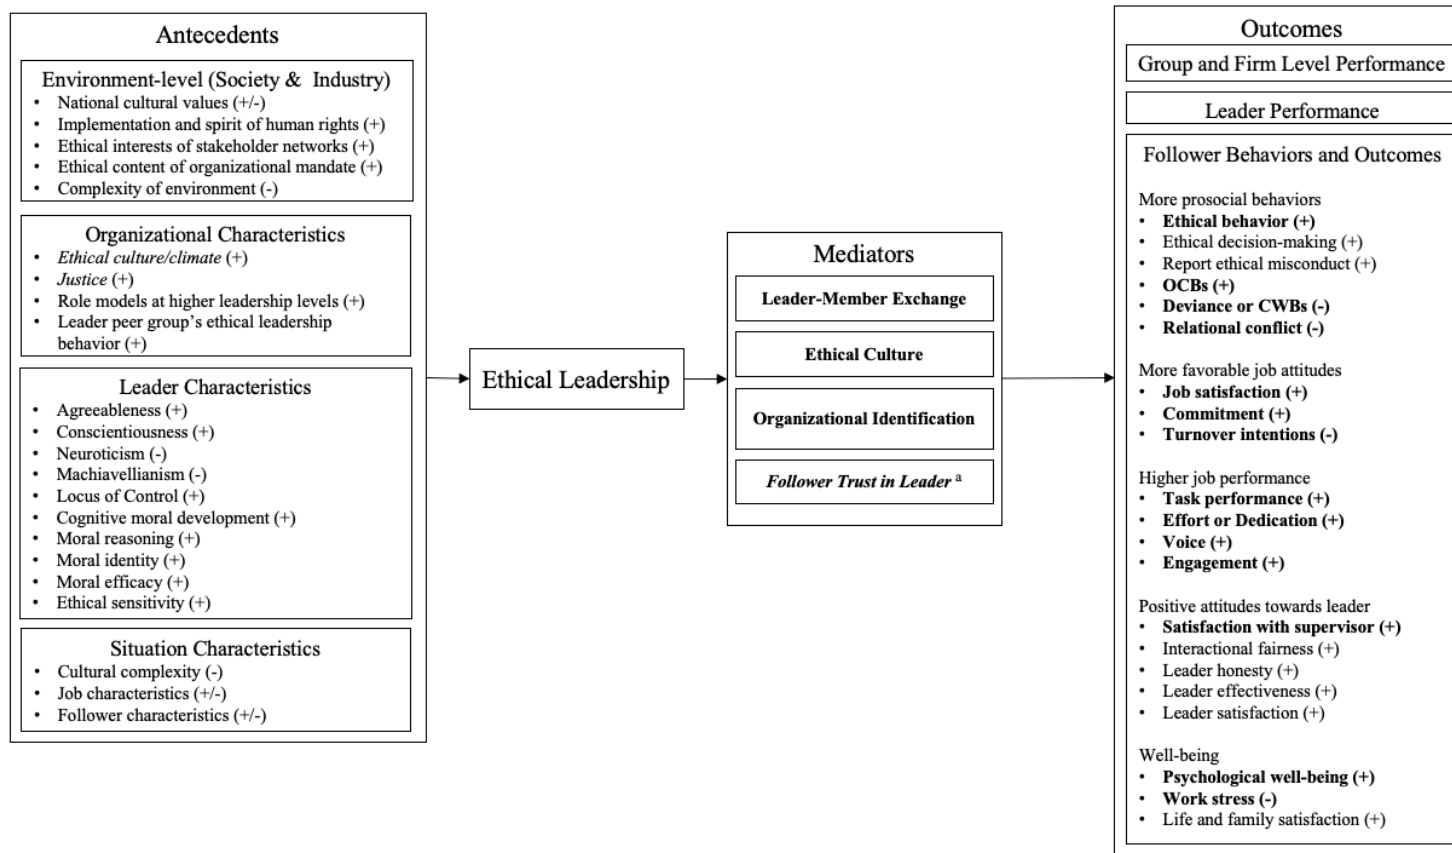 Antecedents
Environment-level (Society & Industry)
• National cultural values (+/-)
• Implementation and spirit of human rights (+)
• Ethical interests of stakeholder networks (+)
• Ethical content of organizational mandate (+)
• Complexity of environment (-)
Organizational Characteristics
• Ethical culture/climate (+)
• Justice (+)
• Role models at higher leadership levels (+)
• Leader peer group’s ethical leadership
behavior (+)
Leader Characteristics
• Agreeableness (+)
• Conscientiousness (+)
• Neuroticism (-)
• Machiavellianism (-)
• Locus of Control (+)
• Cognitive moral development (+)
• Moral reasoning (+)
• Moral identity (+)
• Moral efficacy (+)
• Ethical sensitivity (+)
Situation Characteristics
• Cultural complexity (-)
• Job characteristics (+/-)
• Follower characteristics (+/-)
Ethical Leadership
Mediators
Leader-Member Exchange
Ethical Culture
Organizational Identification
Follower Trust in Leader a
Outcomes
Group and Firm Level Performance
Leader Performance
Follower Behaviors and Outcomes
More prosocial behaviors
• Ethical behavior (+)
• Ethical decision-making (+)
• Report ethical misconduct (+)
• OCBs (+)
• Deviance or CWBs (-)
• Relational conflict (-)
More favorable job attitudes
• Job satisfaction (+)
• Commitment (+)
• Turnover intentions (-)
Higher job performance
• Task performance (+)
• Effort or Dedication (+)
• Voice (+)
• Engagement (+)
Positive attitudes towards leader
• Satisfaction with supervisor (+)
• Interactional fairness (+)
• Leader honesty (+)
• Leader effectiveness (+)
• Leader satisfaction (+)
Well-being
• Psychological well-being (+)
• Work stress (-)
• Life and family satisfaction (+)